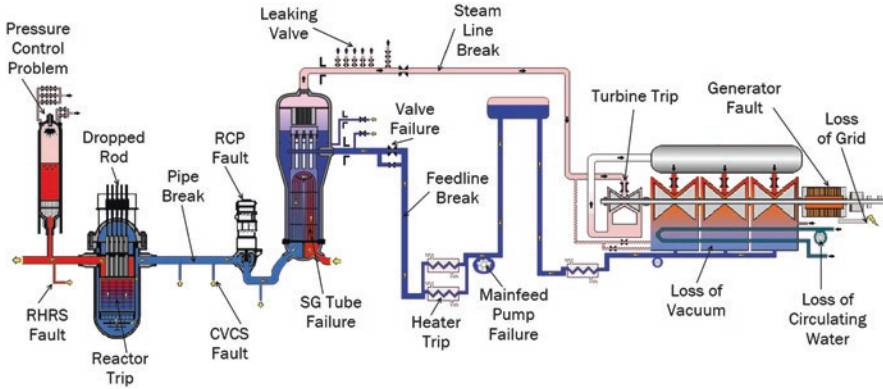 Pressure
Control
Problem
Dropped
Rod
Pipe
Break
RCP
Fault
Leaking
Valve
Steam
Line
Break
Valve
Failure
Feedline
Break
Turbine Trip
Generator
Fault
Loss
of Grid
RHRS
Fault
Reactor
Trip
CVCS
Fault
SG Tube
Failure
Heater
Trip
Mainfeed
Pump
Failure
Loss of
Vacuum
Loss of
Circulating
Water